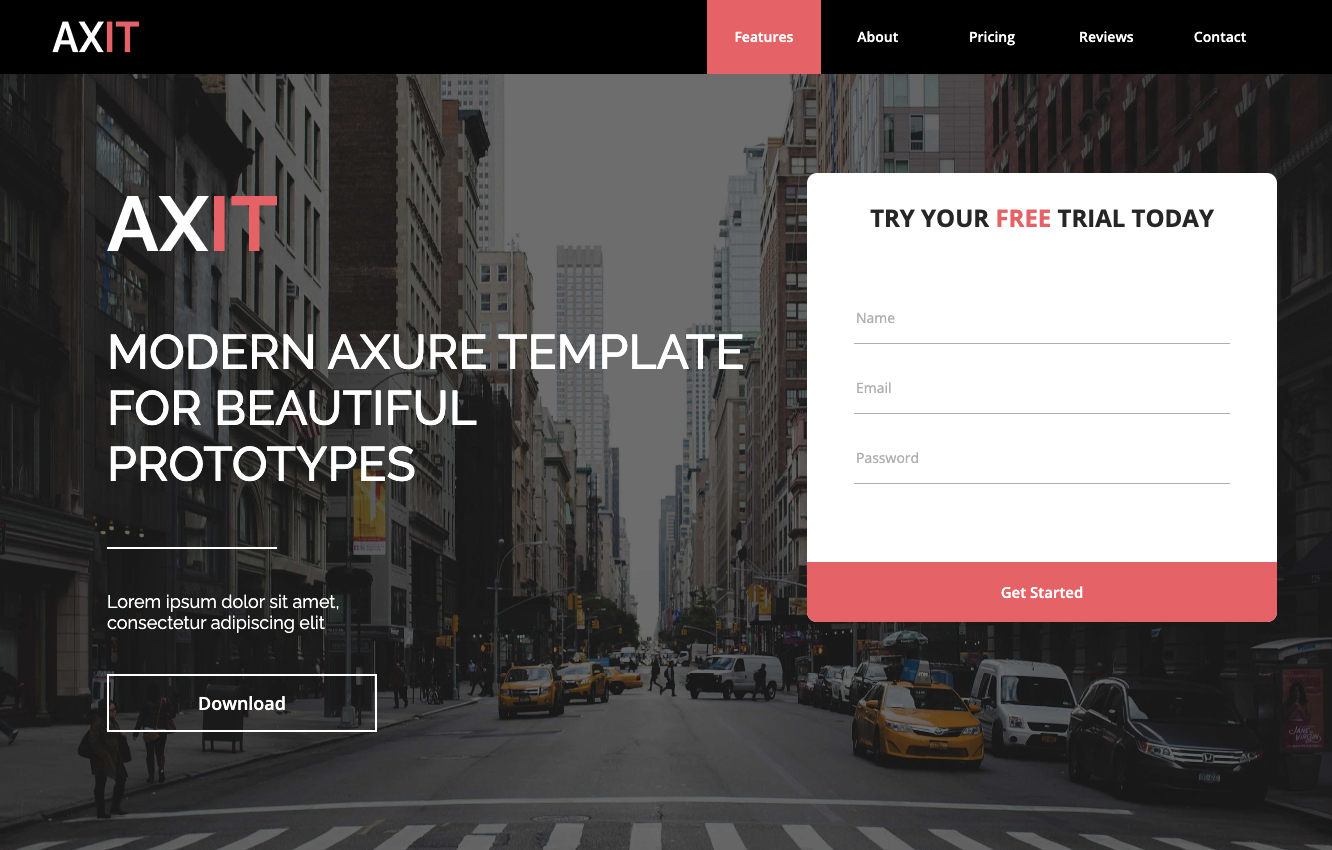 AXIT
Features
About
Pricing
Reviews
Contact
AXIT
MODERN AXURE TEMPLATE
FOR BEAUTIFUL
PROTOTYPES
Lorem ipsum dolor sit amet,
consectetur adipiscing elit
Download
TRY YOUR FREE TRIAL TODAY
Name
Email
Password
Get Started